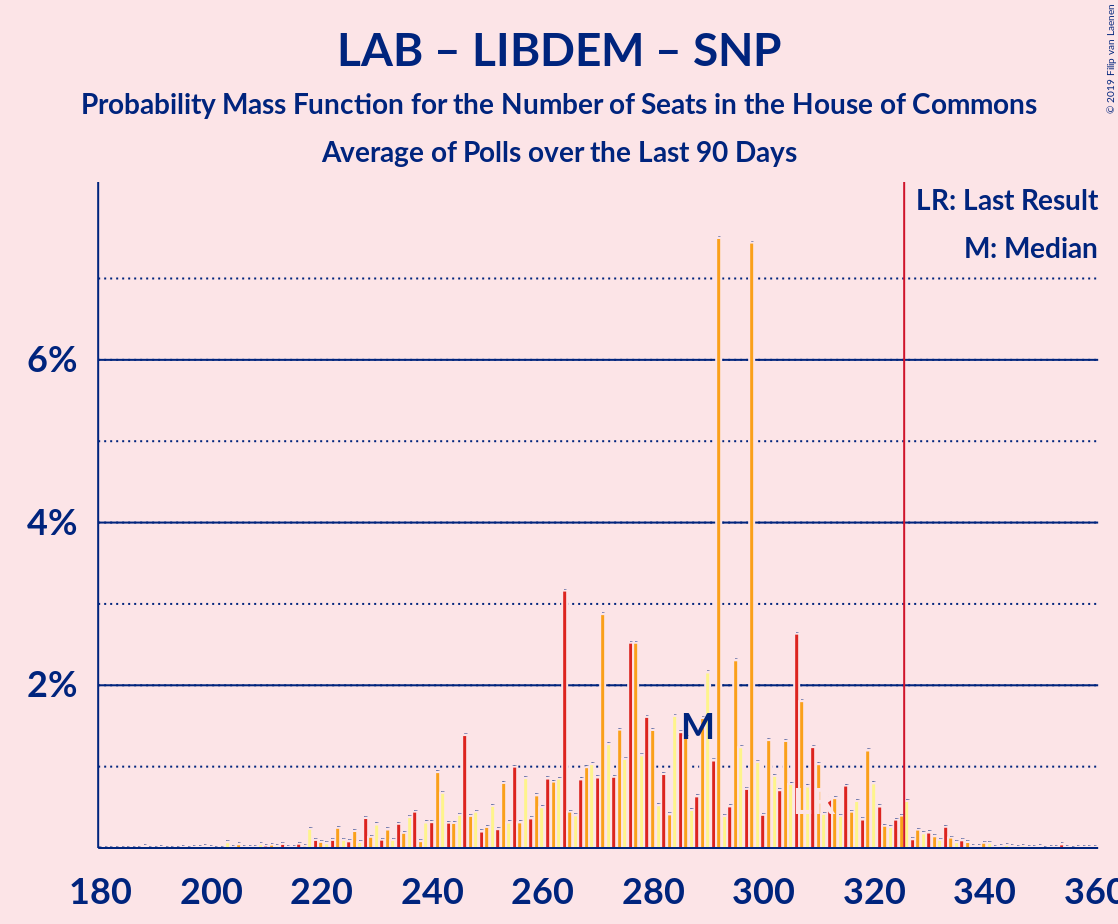 LAB – LIBDEM – SNP
Probability Mass Function for the Number of Seats in the House of Commons
Average of Polls over the Last 90 Days
© 2019 Filip van Laenen
LR: Last Result
M: Median
6%
4%
2%
M
LR
180 200 220 240 260 280 300 320 340 360